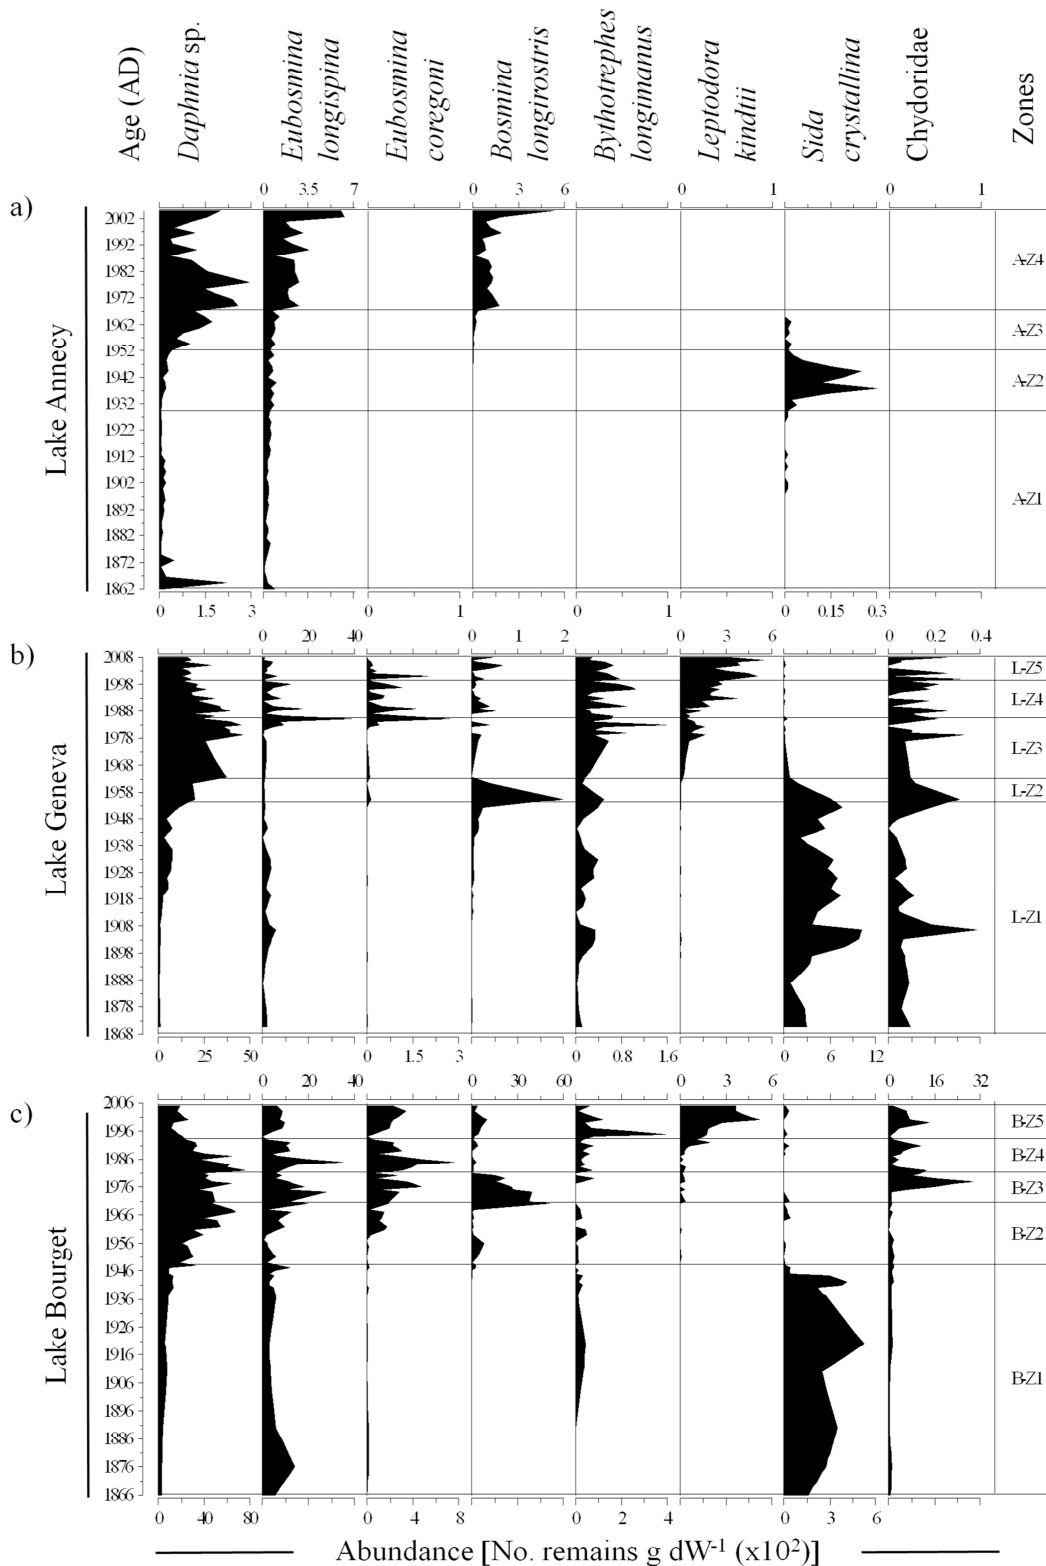 Age (AD)
Daphnia sp.
Eubosmina
longispina
Eubosmina
coregoni
Bosmina
longirostris
Bythotrephes
longimanus
Leptodora
kindtii
Sida
crystallina
Chydoridae
Zones
a)
0 3.5 7
0 3 6
0 1
0 1
Lake Annecy
2002
1992
1982
1972
1962
1952
1942
1932
1922
1912
1902
1892
1882
1872
1862
A-Z4
A-Z3
A-Z2
A-Z1
0 1.5 3
0 1
0 1
0 0.15 0.3
b)
0 20 40
0 1 2
0 3 6
0 0.2 0.4
Lake Geneva
2008
1998
1988
1978
1968
1958
1948
1938
1928
1918
1908
1898
1888
1878
1868
L-Z5
L-Z4
L-Z3
L-Z2
L-Z1
0 25 50
0 1.5 3
0 0.8 1.6
0 6 12
c)
0 20 40
0 30 60
0 3 6
0 16 32
Lake Bourget
2006
1996
1986
1976
1966
1956
1946
1936
1926
1916
1906
1896
1886
1876
1866
B-Z5
B-Z4
B-Z3
B-Z2
B-Z1
0 40 80
0 4 8
0 2 4
0 3 6
Abundance [No. remains g dW⁻¹ (x10²)]